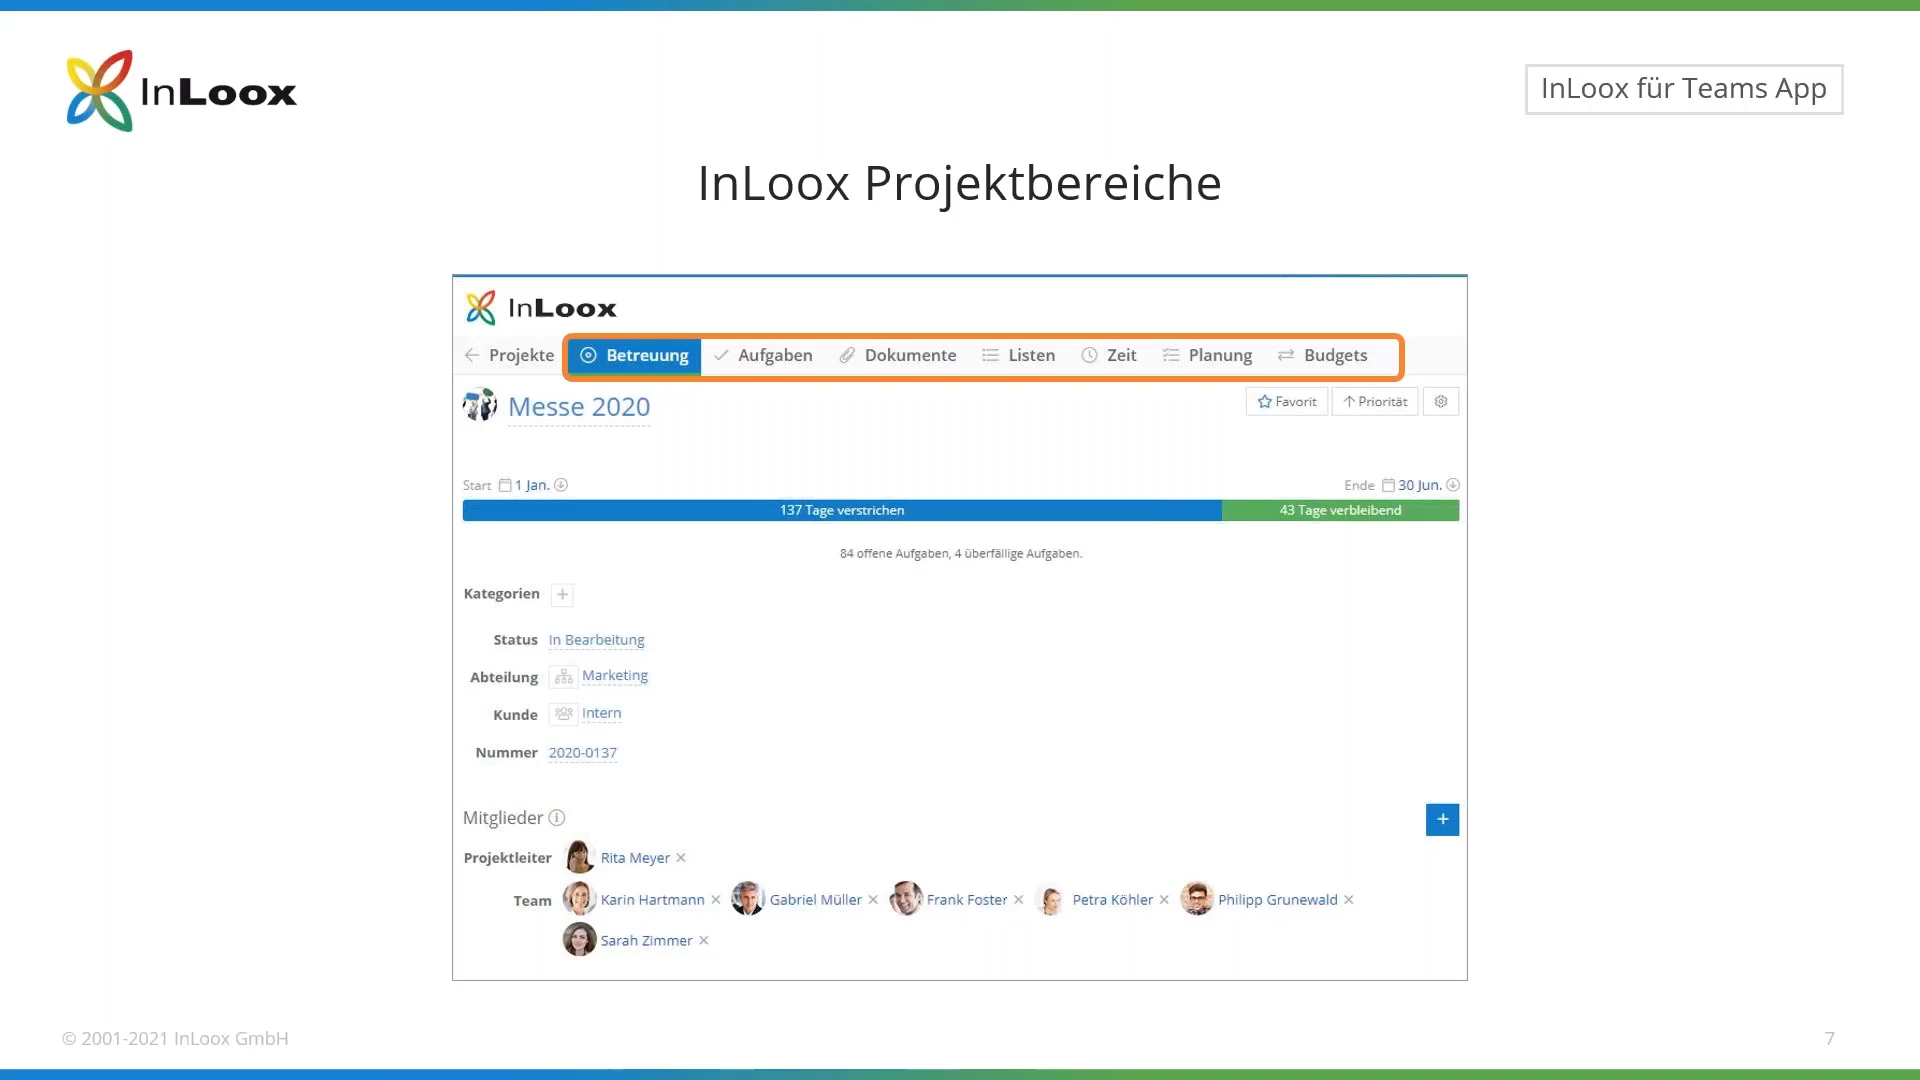 InLoox
InLoox für Teams App
InLoox Projektbereiche
InLoox
Projekte Betreuung Aufgaben Dokumente Listen Zeit Planung Budgets
Messe 2020
Favorit Priorität
Start 1 Jan. Ende 30 Jun.
137 Tage verstrichen 43 Tage verbleibend
84 offene Aufgaben, 4 überfällige Aufgaben.
Kategorien
Status In Bearbeitung
Abteilung Marketing
Kunde Intern
Nummer 2020-0137
Mitglieder
Projektleiter Rita Meyer
Team Karin Hartmann Gabriel Müller Frank Foster Petra Köhler Philipp Grunewald
Sarah Zimmer
© 2001-2021 InLoox GmbH
7